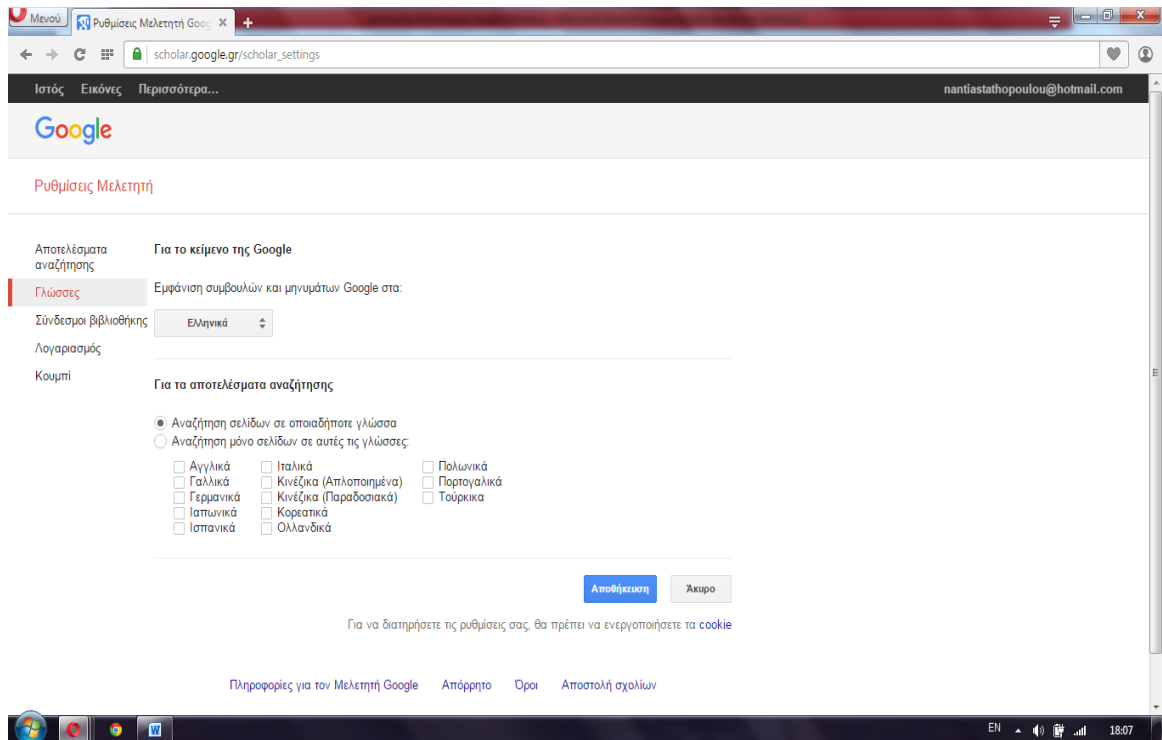 Μενού
Ρυθμίσεις Μελετητή Goog
scholar.google.gr/scholar_settings
Ιστός Εικόνες Περισσότερα... nantiastathopoulou@hotmail.com
Google
Ρυθμίσεις Μελετητή
Αποτελέσματα
αναζήτησης
Γλώσσες
Σύνδεσμοι βιβλιοθήκης
Λογαριασμός
Κουμπί
Για το κείμενο της Google
Εμφάνιση συμβουλών και μηνυμάτων Google στα:
Ελληνικά
Για τα αποτελέσματα αναζήτησης
Αναζήτηση σελίδων σε οποιαδήποτε γλώσσα
Αναζήτηση μόνο σελίδων σε αυτές τις γλώσσες:
Αγγλικά Ιταλικά Πολωνικά
Γαλλικά Κινέζικα (Απλοποιημένα) Πορτογαλικά
Γερμανικά Κινέζικα (Παραδοσιακά) Τούρκικα
Ιαπωνικά Κορεατικά
Ισπανικά Ολλανδικά
Αποθήκευση Άκυρο
Για να διατηρήσετε τις ρυθμίσεις σας, θα πρέπει να ενεργοποιήσετε τα cookie
Πληροφορίες για τον Μελετητή Google Απόρρητο Όροι Αποστολή σχολίων
EN 18:07